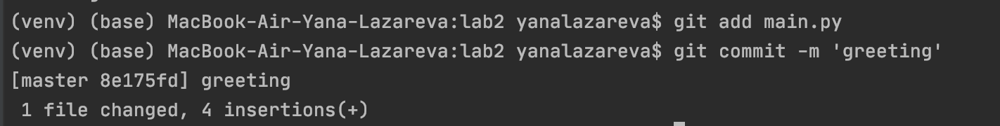 (venv) (base) MacBook-Air-Yana-Lazareva:lab2 yanalazareva$ git add main.py
(venv) (base) MacBook-Air-Yana-Lazareva:lab2 yanalazareva$ git commit -m 'greeting'
[master 8e175fd] greeting
 1 file changed, 4 insertions(+)